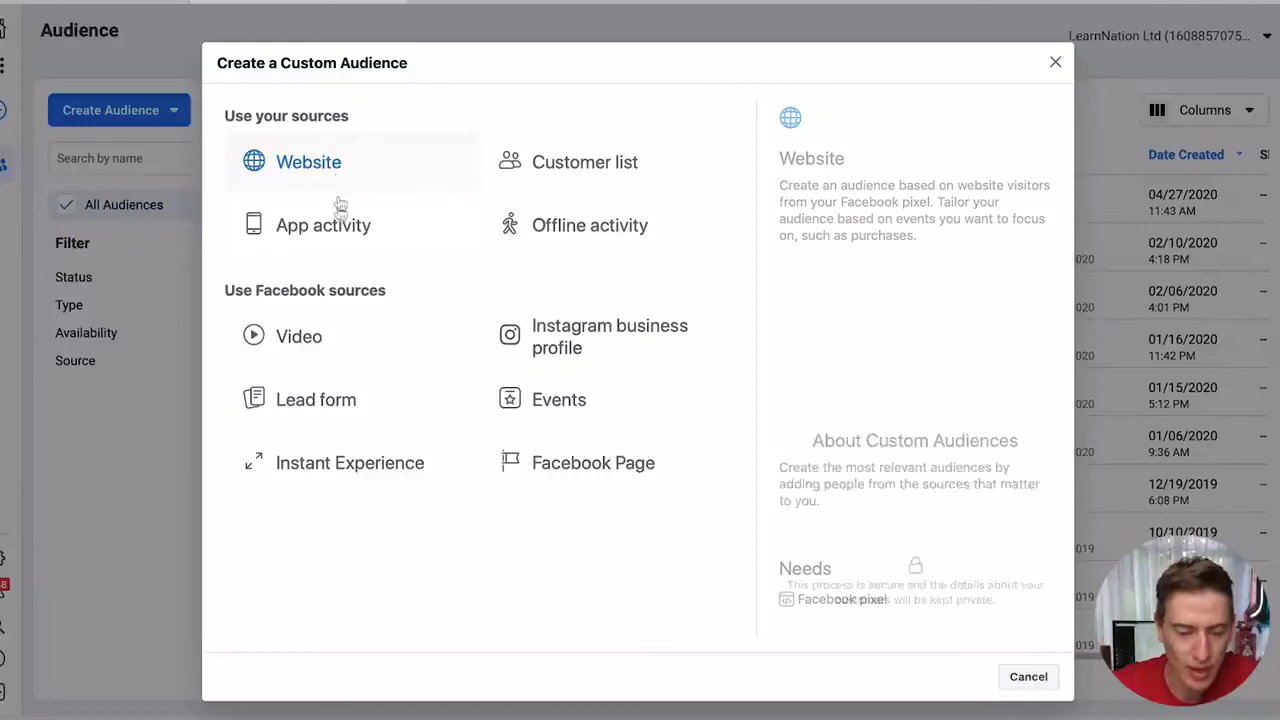 Audience
LearnNation Ltd (1608857075...
Create a Custom Audience
Create Audience
Search by name
All Audiences
Filter
Status
Type
Availability
Source
Use your sources
Website
Customer list
App activity
Offline activity
Use Facebook sources
Video
Instagram business
profile
Lead form
Events
Instant Experience
Facebook Page
Website
Create an audience based on website visitors
from your Facebook pixel. Tailor your
audience based on events you want to focus
on, such as purchases.
About Custom Audiences
Create the most relevant audiences by
adding people from the sources that matter
to you.
Needs
This process is secure and the details about your
Facebook pixel
will be kept private.
Cancel
Columns
Date Created
04/27/2020
11:43 AM
02/10/2020
020
4:18 PM
02/06/2020
020
4:01 PM
01/16/2020
020
11:42 PM
01/15/2020
020
5:12 PM
01/06/2020
020
9:36 AM
12/19/2019
6:08 PM
10/10/2019
019
019
019